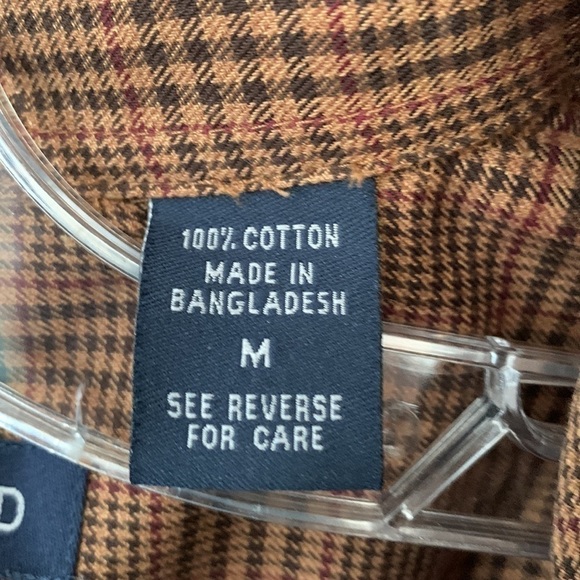 100% COTTON
MADE IN
BANGLADESH
M
SEE REVERSE
FOR CARE
D